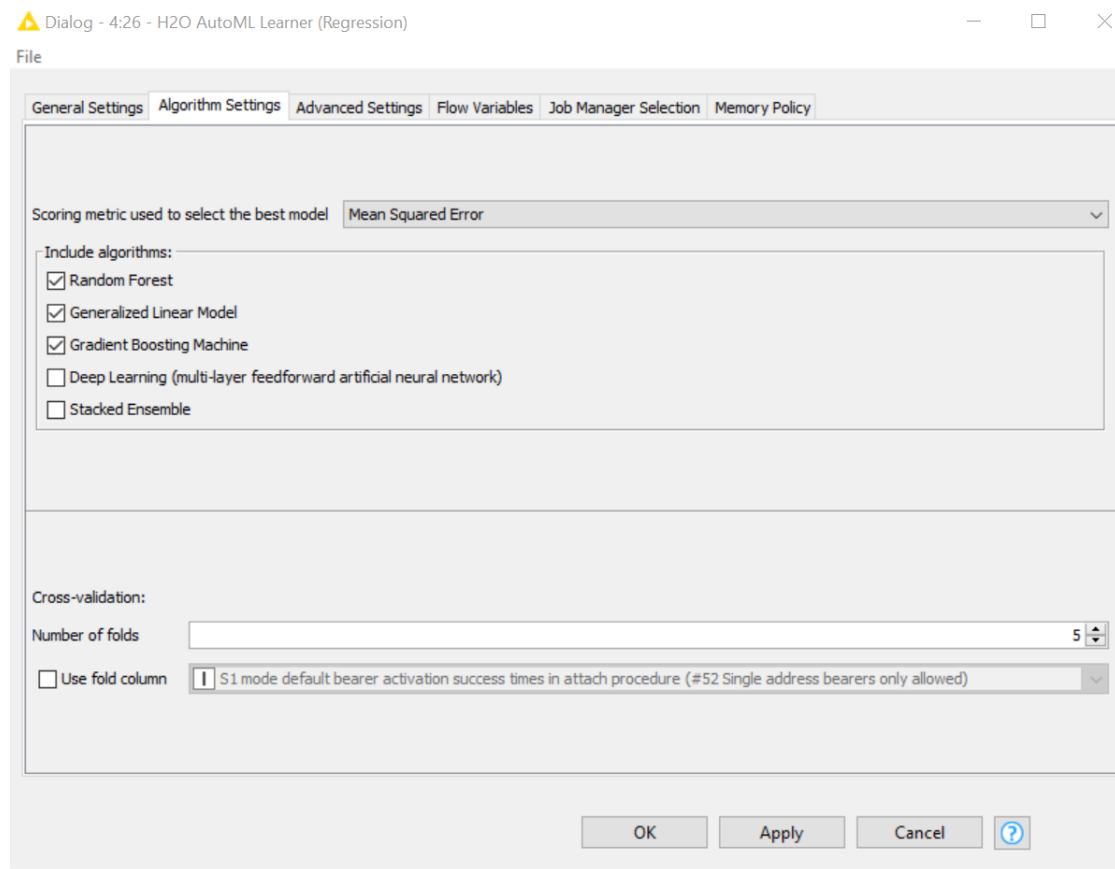 Dialog - 4:26 - H2O AutoML Learner (Regression)
File
General Settings Algorithm Settings Advanced Settings Flow Variables Job Manager Selection Memory Policy
Scoring metric used to select the best model Mean Squared Error
Include algorithms:
Random Forest
Generalized Linear Model
Gradient Boosting Machine
Deep Learning (multi-layer feedforward artificial neural network)
Stacked Ensemble
Cross-validation:
Number of folds 5
Use fold column I S1 mode default bearer activation success times in attach procedure (#52 Single address bearers only allowed)
OK Apply Cancel ?